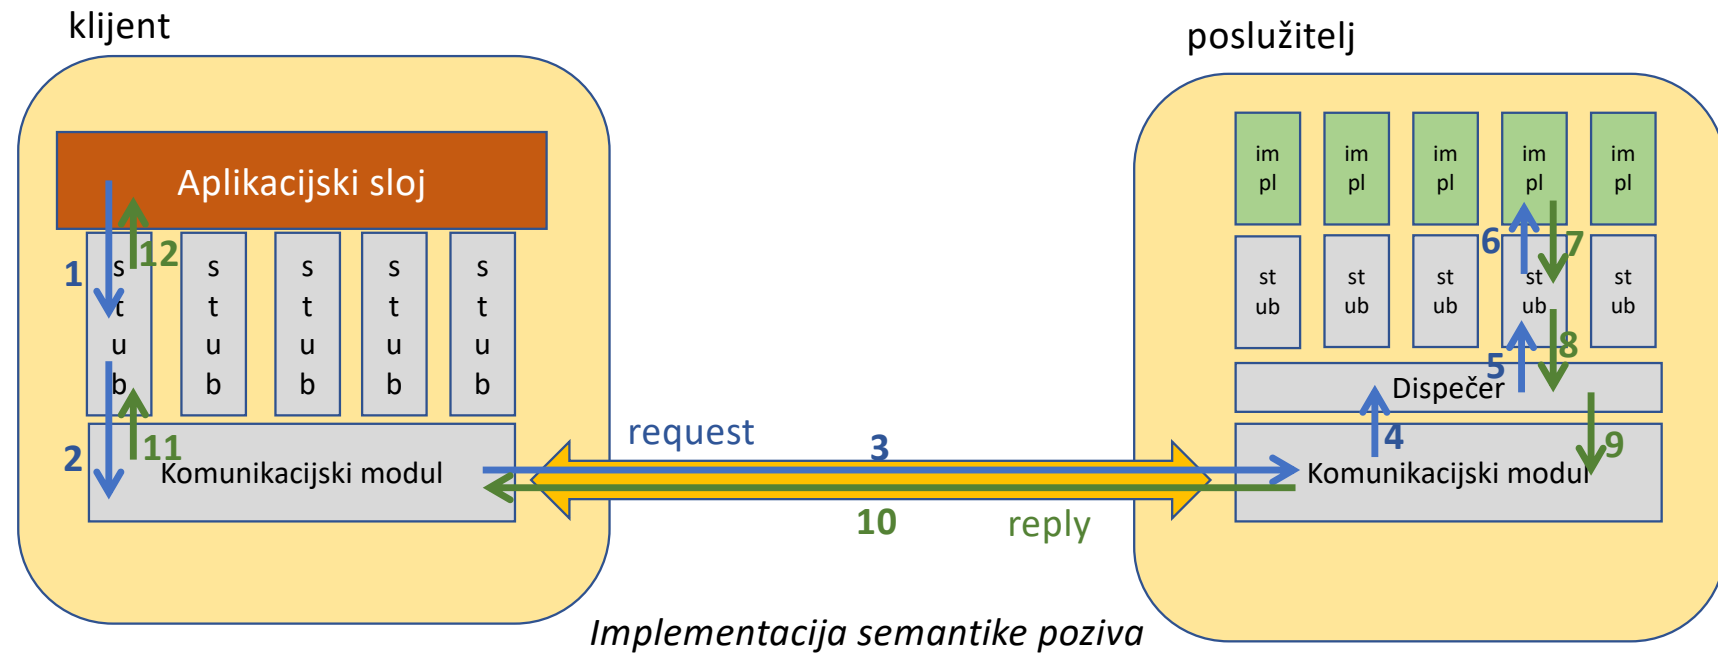 klijent
poslužitelj
Aplikacijski sloj
im
pl
im
pl
im
pl
im
pl
im
pl
1
12
s
t
u
b
s
t
u
b
s
t
u
b
s
t
u
b
s
t
u
b
6
7
st
ub
st
ub
st
ub
st
ub
st
ub
5
8
Dispečer
2
11
Komunikacijski modul
request
3
10
reply
4
9
Komunikacijski modul
Implementacija semantike poziva